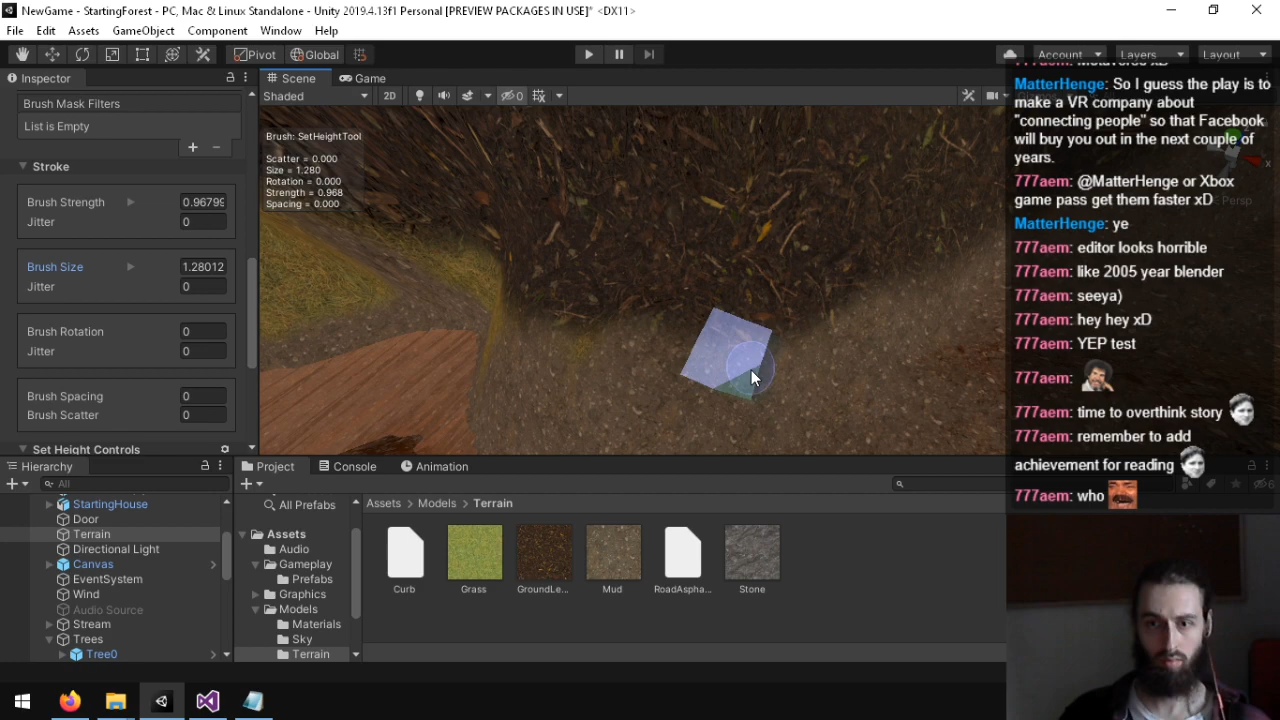 NewGame - StartingForest - PC, Mac & Linux Standalone - Unity 2019.4.13f1 Personal [PREVIEW PACKAGES IN USE]* <DX11>
File Edit Assets GameObject Component Window Help
Pivot Global Account Layers Layout
Inspector
Brush Mask Filters
List is Empty
Stroke
Brush Strength 0.96799
Jitter 0
Brush Size 1.28012
Jitter 0
Brush Rotation 0
Jitter 0
Brush Spacing 0
Brush Scatter 0
Set Height Controls
Scene Game
Shaded 2D 0
Brush: SetHeightTool
Scatter = 0.000
Size = 1.280
Rotation = 0.000
Strength = 0.968
Spacing = 0.000
x
Persp
MatterHenge: So I guess the play is to
make a VR company about
"connecting people" so that Facebook
will buy you out in the next couple of
years.
777aem: @MatterHenge or Xbox
game pass get them faster xD
MatterHenge: ye
777aem: editor looks horrible
777aem: like 2005 year blender
777aem: seeya)
777aem: hey hey xD
777aem: YEP test
777aem:
777aem: time to overthink story
777aem: remember to add
achievement for reading
777aem: who
Hierarchy
All
StartingHouse
Door
Terrain
Directional Light
Canvas
EventSystem
Wind
Audio Source
Stream
Trees
Tree0
Project Console Animation
6
All Prefabs
Assets
Audio
Gameplay
Prefabs
Graphics
Models
Materials
Sky
Terrain
Assets > Models > Terrain
Curb Grass GroundLe... Mud RoadAspha... Stone